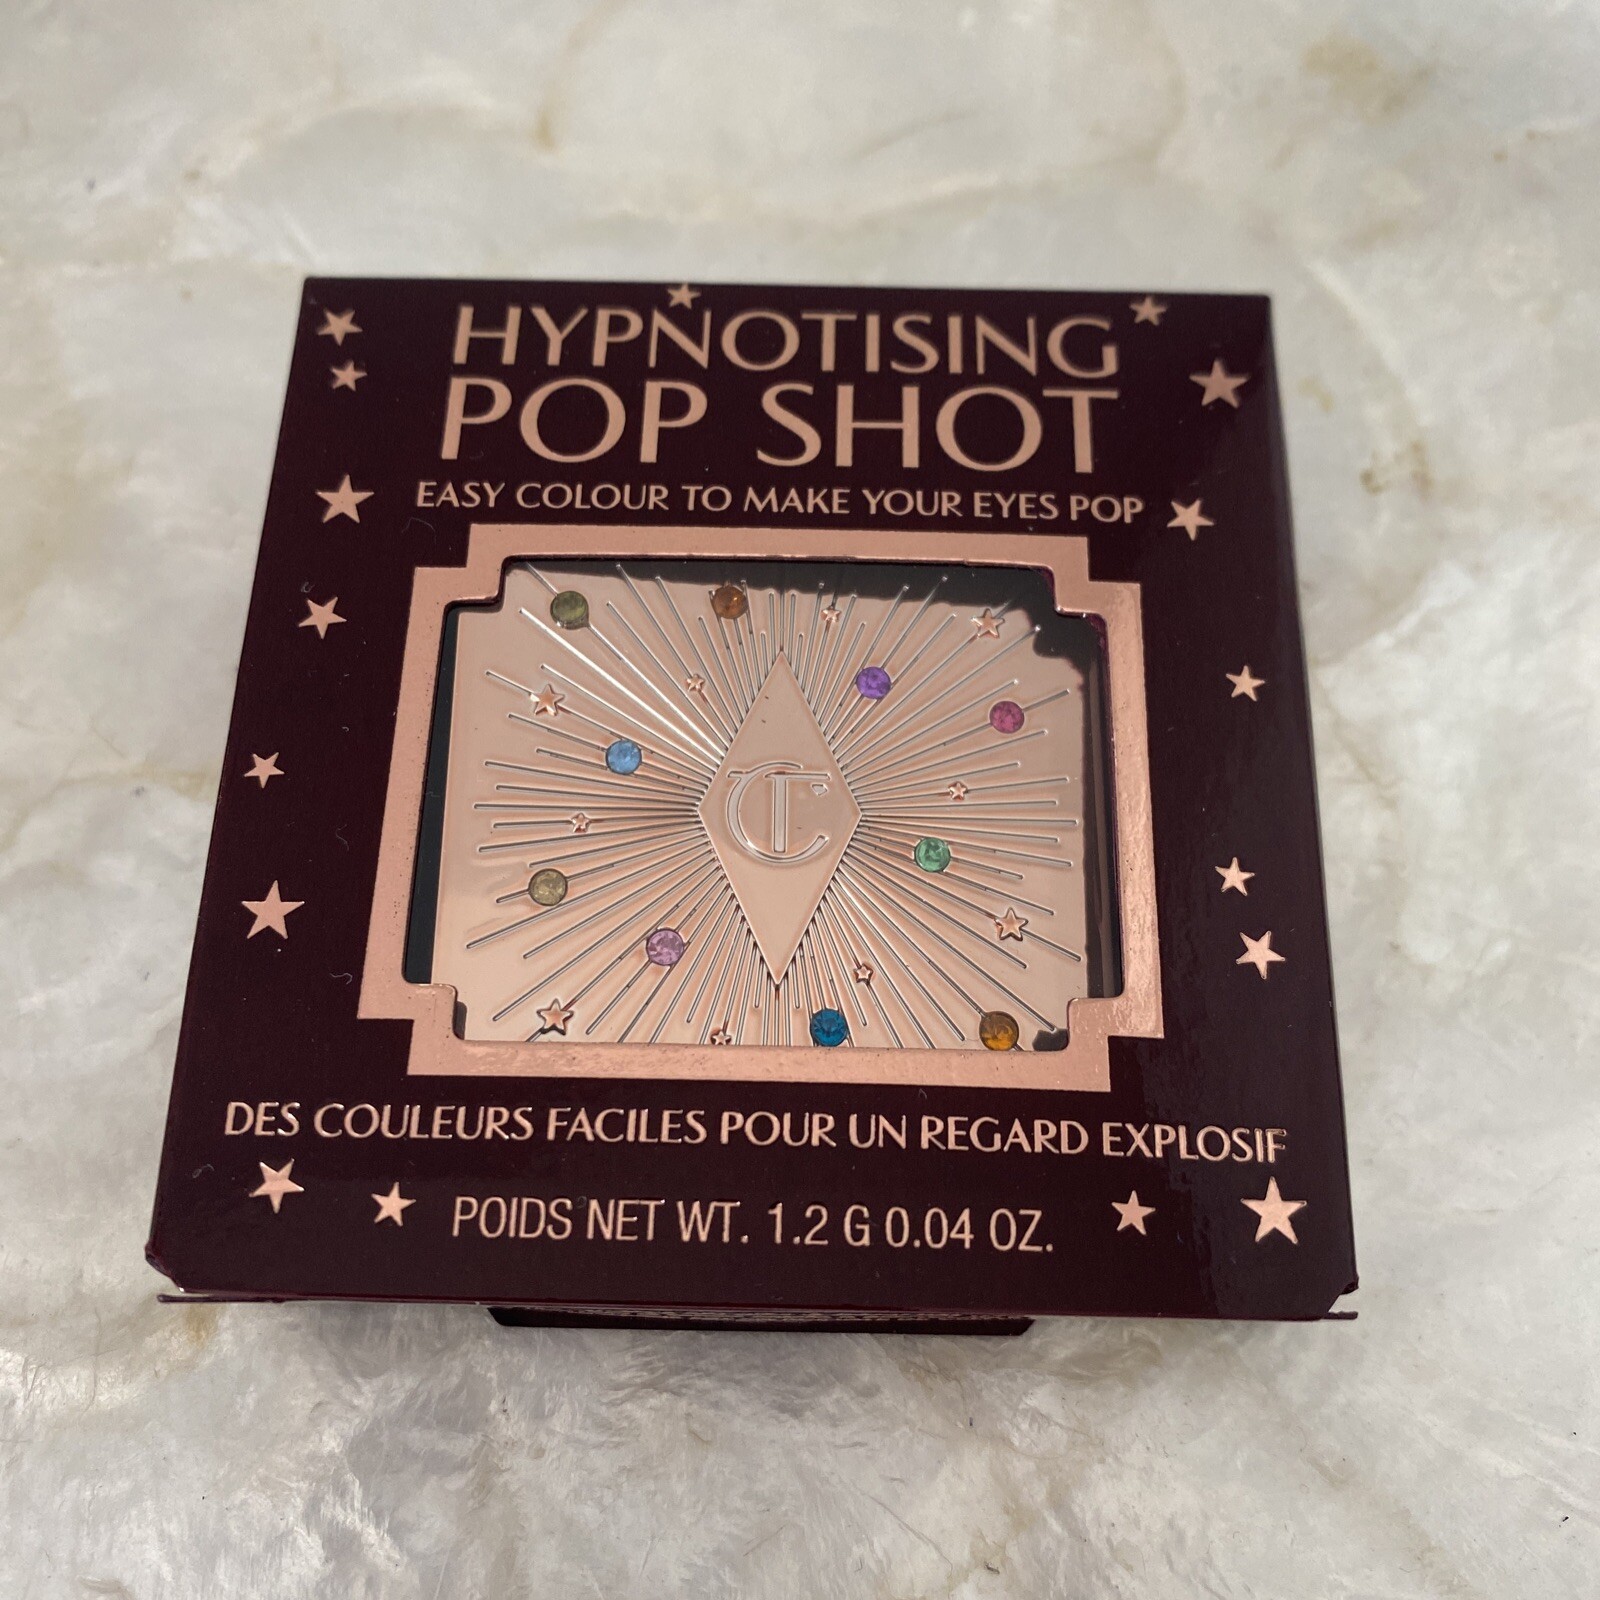 HYPNOTISING
POP SHOT
EASY COLOUR TO MAKE YOUR EYES POP
CT
DES COULEURS FACILES POUR UN REGARD EXPLOSIF
POIDS NET WT. 1.2 G 0.04 OZ.